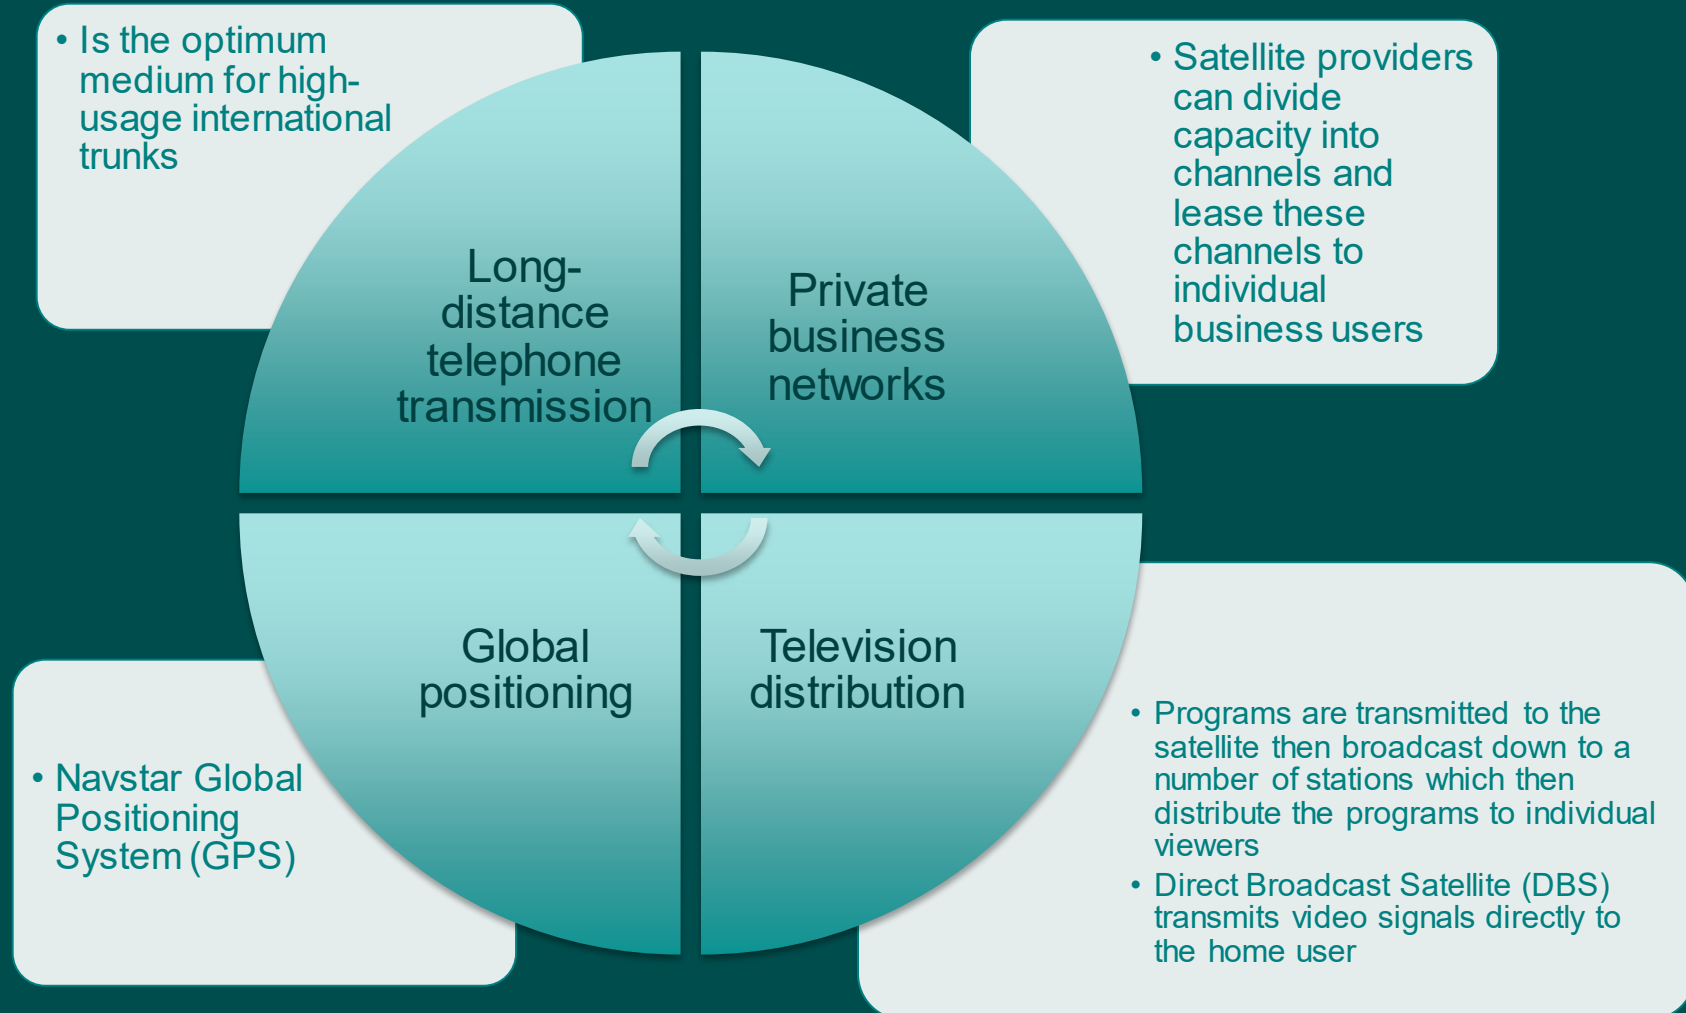 • Is the optimum
medium for high-
usage international
trunks
Long-
distance
telephone
transmission
Private
business
networks
• Satellite providers
can divide
capacity into
channels and
lease these
channels to
individual
business users
Global
positioning
• Navstar Global
Positioning
System (GPS)
Television
distribution
• Programs are transmitted to the
satellite then broadcast down to a
number of stations which then
distribute the programs to individual
viewers
• Direct Broadcast Satellite (DBS)
transmits video signals directly to
the home user